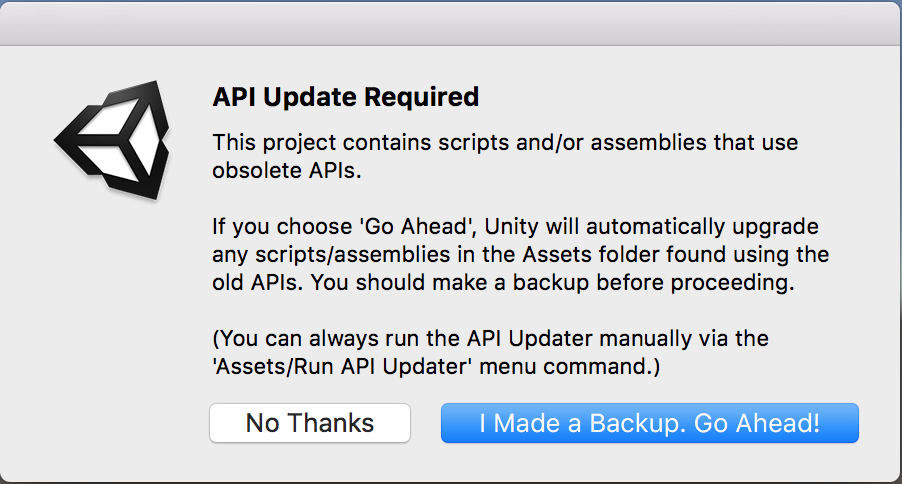 API Update Required
This project contains scripts and/or assemblies that use
obsolete APIs.
If you choose 'Go Ahead', Unity will automatically upgrade
any scripts/assemblies in the Assets folder found using the
old APIs. You should make a backup before proceeding.
(You can always run the API Updater manually via the
'Assets/Run API Updater' menu command.)
No Thanks
I Made a Backup. Go Ahead!